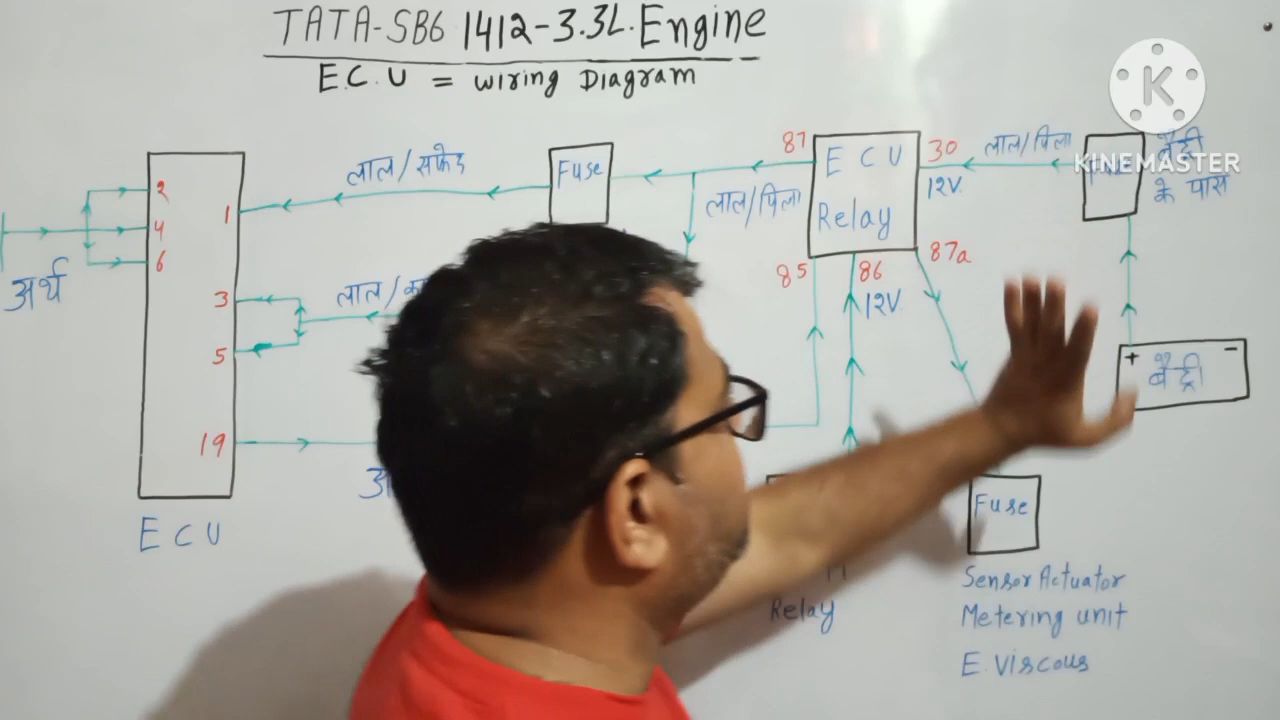 TATA-SB6 1412-3.3L. Engine
E.C.U = wiring Diagram
K
KINEMASTER
2
4
6
अर्थ
1
3
5
19
E C U
लाल/सफेद
Fuse
लाल/पिला
लाल/
87
E C U
Relay
30
12V.
85
86
12V.
87a
लाल/पिला
के पास
+
-
बैट्री
Relay
Fuse
Sensor Actuator
Metering unit
E. Viscous